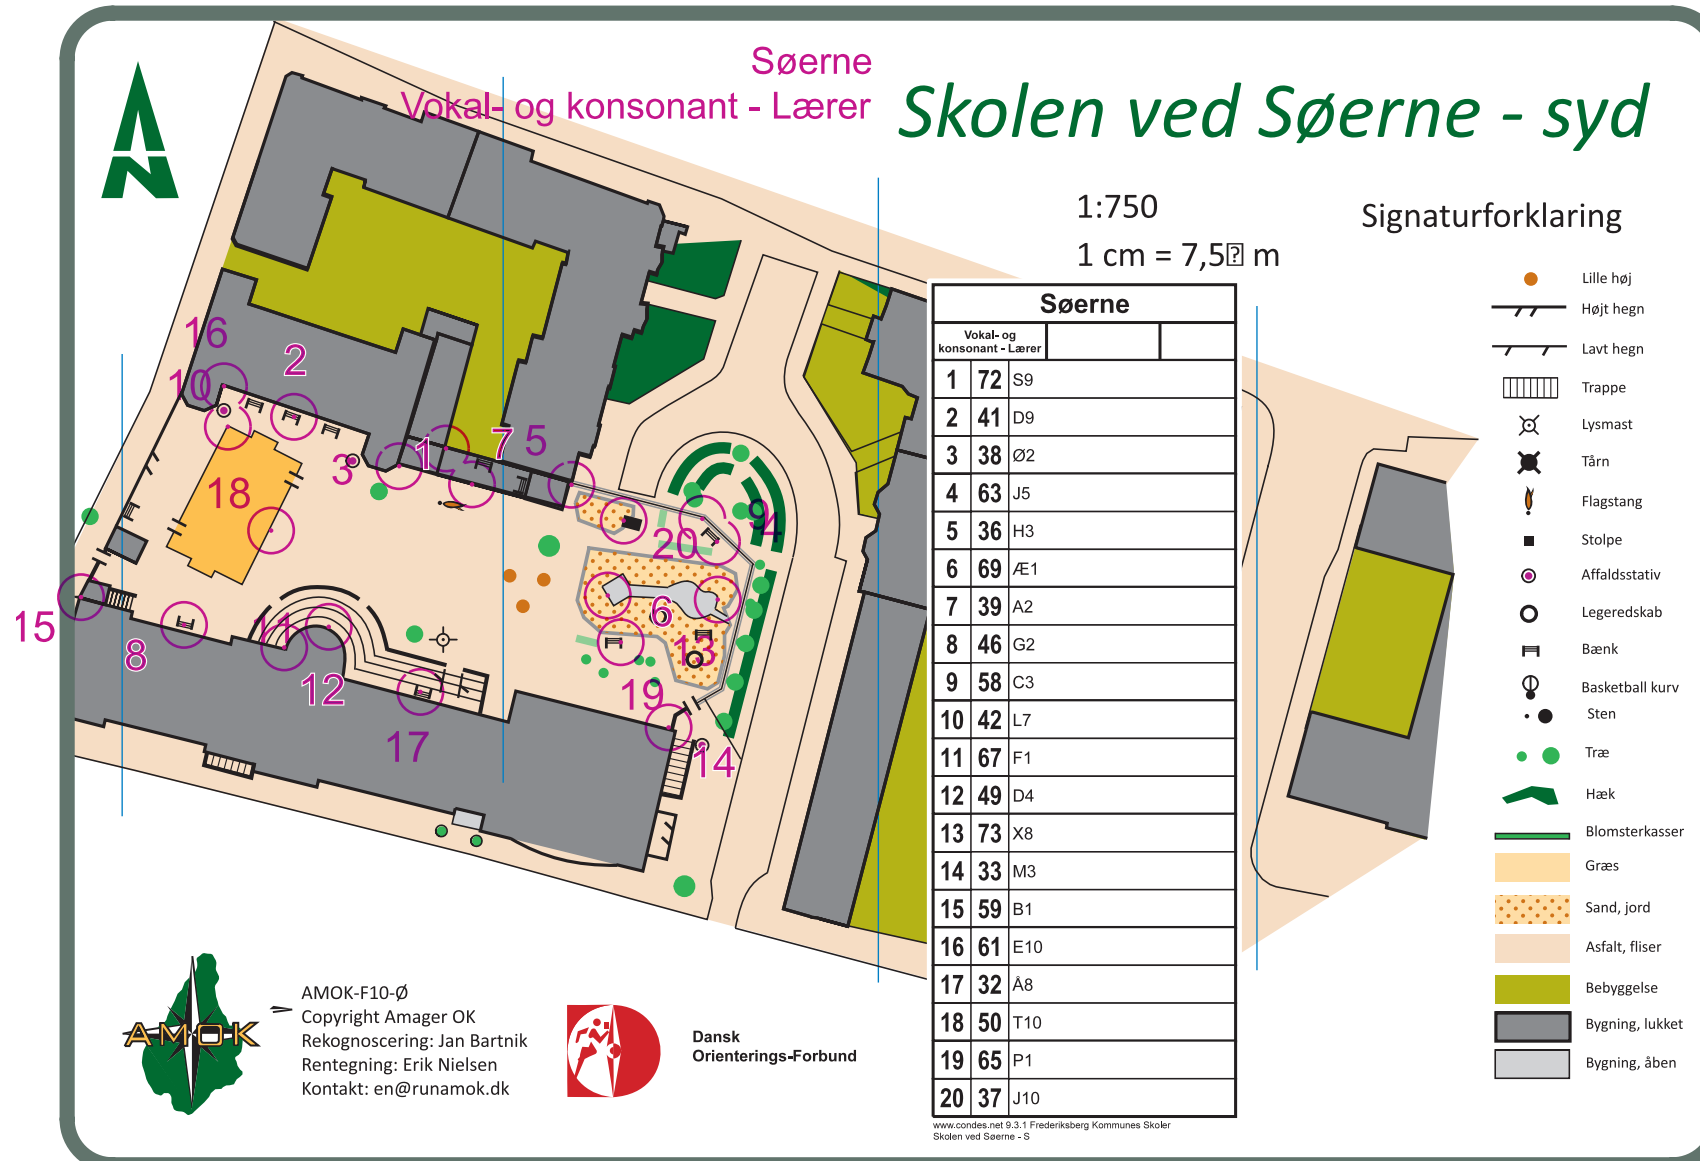 Søerne
Vokal- og konsonant - Lærer
Skolen ved Søerne - syd
1:750
1 cm = 7,5 m
Signaturforklaring
Lille høj
Højt hegn
Lavt hegn
Trappe
Lysmast
Tårn
Flagstang
Stolpe
Affaldsstativ
Legeredskab
Bænk
Basketball kurv
Sten
Træ
Hæk
Blomsterkasser
Græs
Sand, jord
Asfalt, fliser
Bebyggelse
Bygning, lukket
Bygning, åben
Søerne
Vokal- og
konsonant - Lærer
1 72 S9
2 41 D9
3 38 Ø2
4 63 J5
5 36 H3
6 69 Æ1
7 39 A2
8 46 G2
9 58 C3
10 42 L7
11 67 F1
12 49 D4
13 73 X8
14 33 M3
15 59 B1
16 61 E10
17 32 Å8
18 50 T10
19 65 P1
20 37 J10
www.condes.net 9.3.1 Frederiksberg Kommunes Skoler
Skolen ved Søerne - S
16
2
10
3
1
7
5
18
9
4
20
15
8
11
6
13
12
19
17
14
N
AMOK
AMOK-F10-Ø
Copyright Amager OK
Rekognoscering: Jan Bartnik
Rentegning: Erik Nielsen
Kontakt: en@runamok.dk
Dansk
Orienterings-Forbund